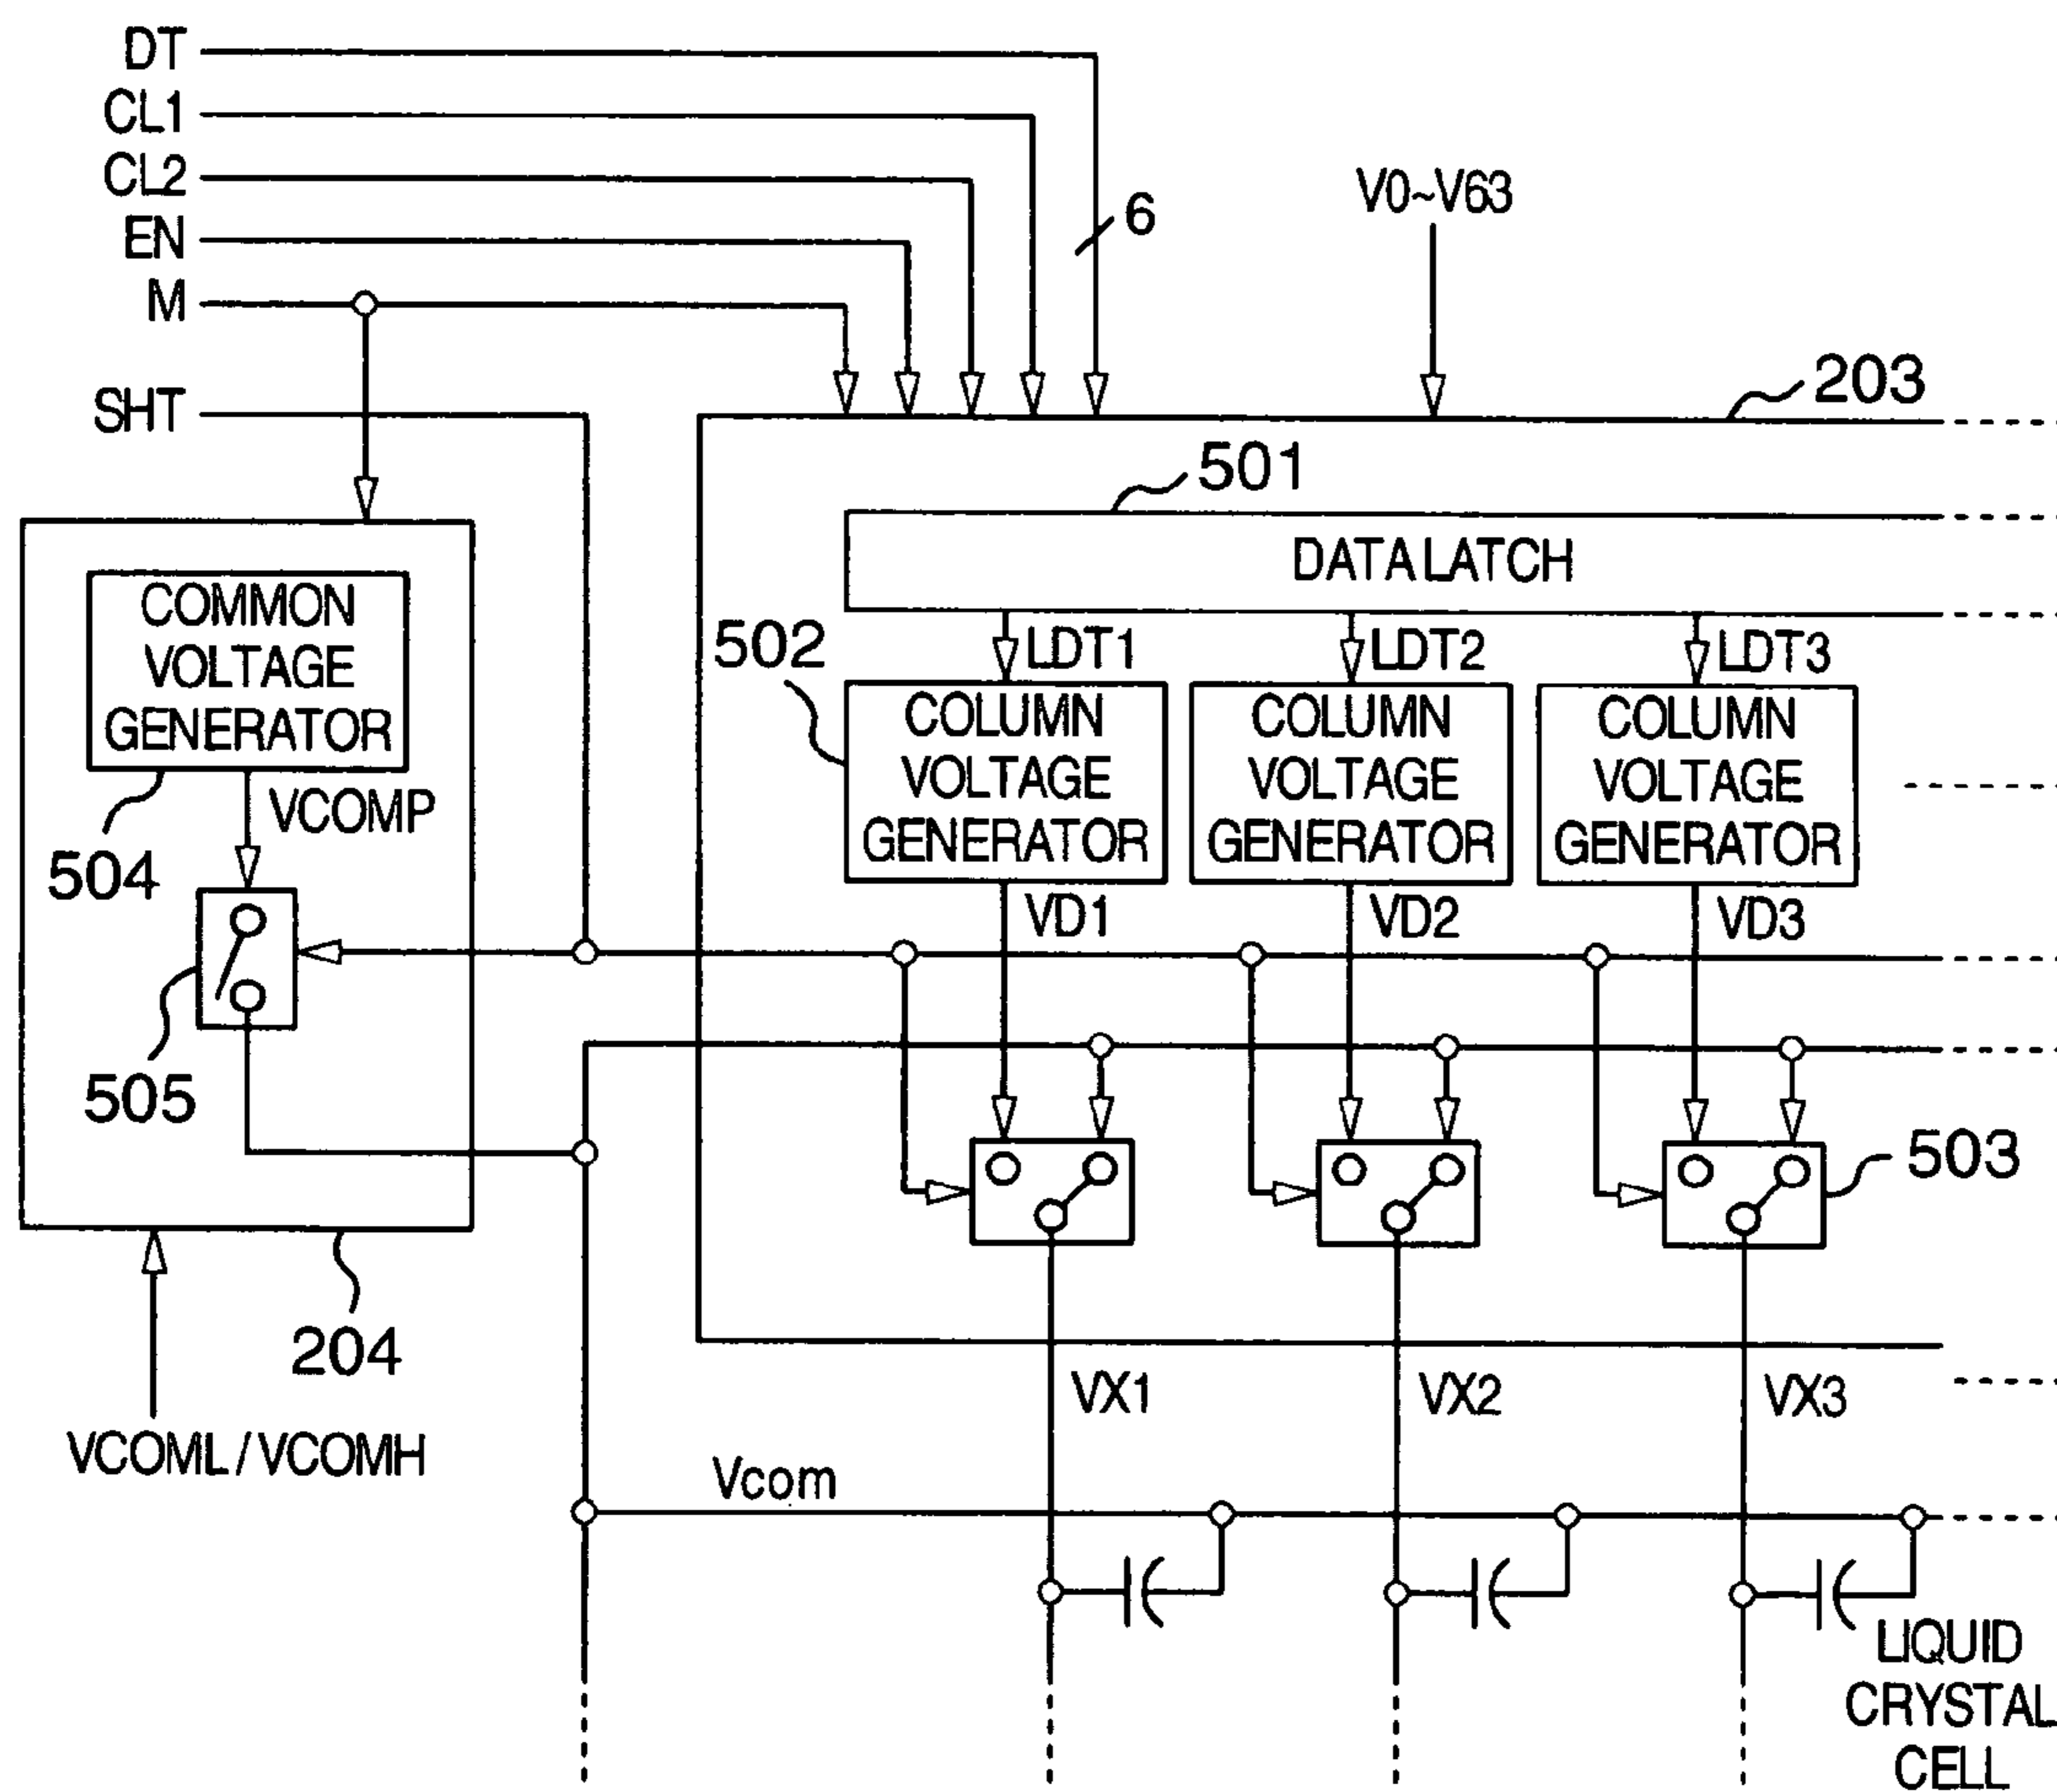 DT
CL1
CL2
EN
M
SHT
6
V0~V63
203
501
DATA LATCH
COMMON
VOLTAGE
GENERATOR
502
LDT1
LDT2
LDT3
COLUMN
VOLTAGE
GENERATOR
COLUMN
VOLTAGE
GENERATOR
COLUMN
VOLTAGE
GENERATOR
VCOMP
504
VD1
VD2
VD3
505
503
204
VCOML / VCOMH
VX1
VX2
VX3
Vcom
LIQUID
CRYSTAL
CELL